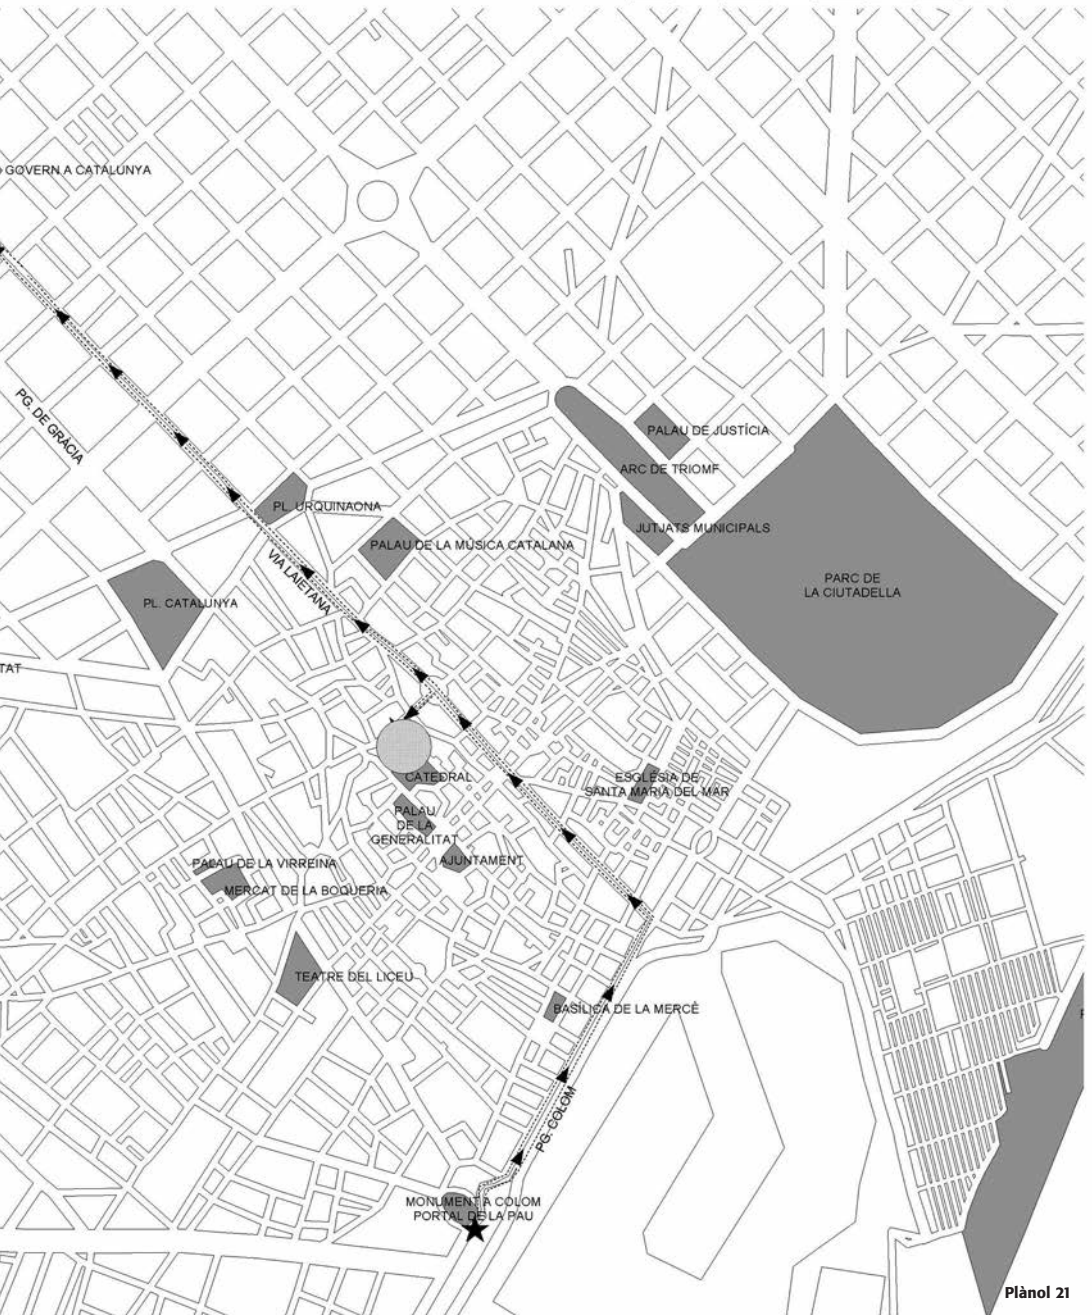 GOVERN A CATALUNYA
PG. DE GRÀCIA
PALAU DE JUSTÍCIA
ARC DE TRIOMF
PL. URQUINAONA
JUTJATS MUNICIPALS
PALAU DE LA MÚSICA CATALANA
VIA LAIETANA
PARC DE
LA CIUTADELLA
PL. CATALUNYA
TAT
CATEDRAL
ESGLÉSIA DE
SANTA MARIA DEL MAR
PALAU
DE LA
GENERALITAT
AJUNTAMENT
PALAU DE LA VIRREINA
MERCAT DE LA BOQUERIA
TEATRE DEL LICEU
BASÍLICA DE LA MERCÈ
PG. COLOM
MONUMENT A COLOM
PORTAL DE LA PAU
Plànol 21